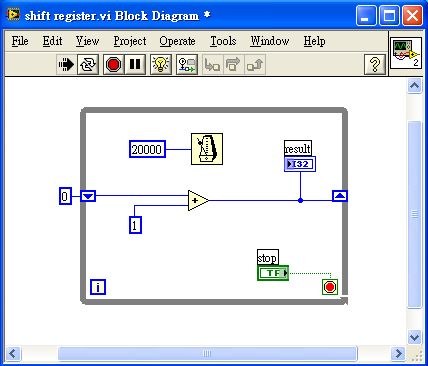 shift register.vi Block Diagram *
File Edit View Project Operate Tools Window Help
?
2
20000
result
I32
0
+
1
stop
TF
i